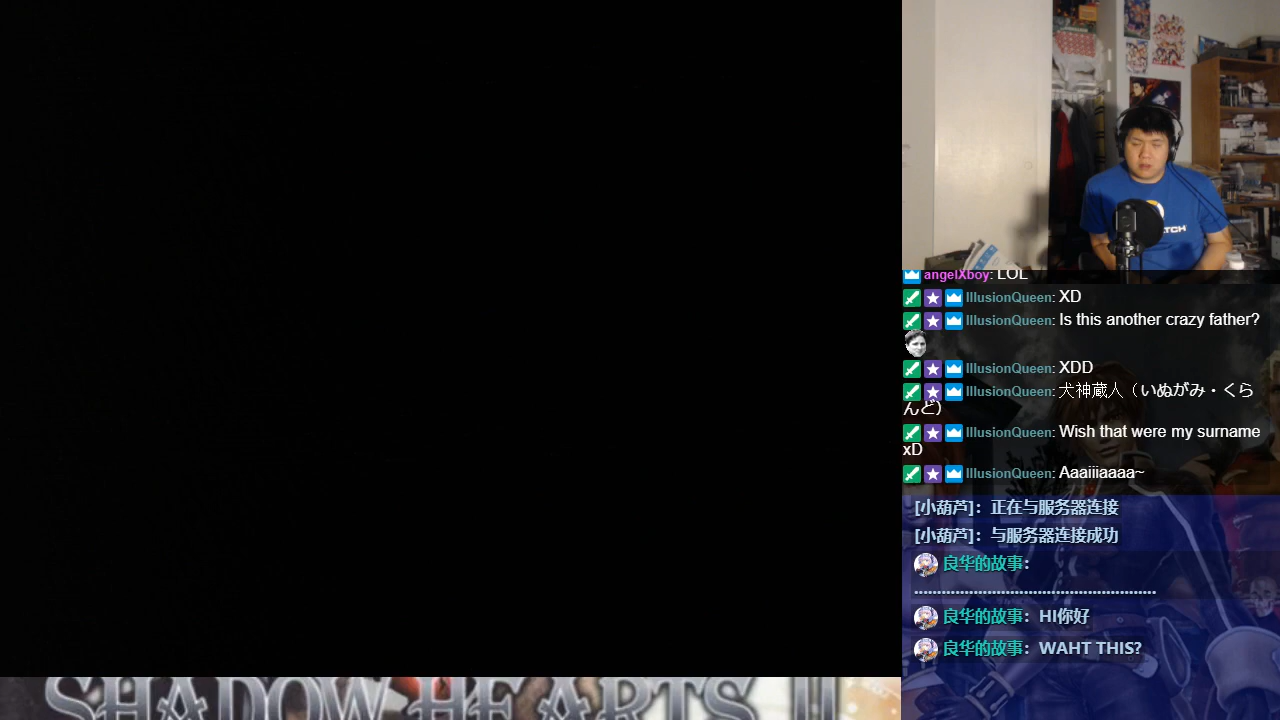 TCH
angelXboy: LOL
IllusionQueen: XD
IllusionQueen: Is this another crazy father?
IllusionQueen: XDD
IllusionQueen: 犬神蔵人（いぬがみ・くら
んど）
IllusionQueen: Wish that were my surname
xD
IllusionQueen: Aaaiiiaaaa~
[小葫芦]：正在与服务器连接
[小葫芦]：与服务器连接成功
良华的故事：
......................................................
良华的故事：HI你好
良华的故事：WAHT THIS?
SHADOW HEARTS II